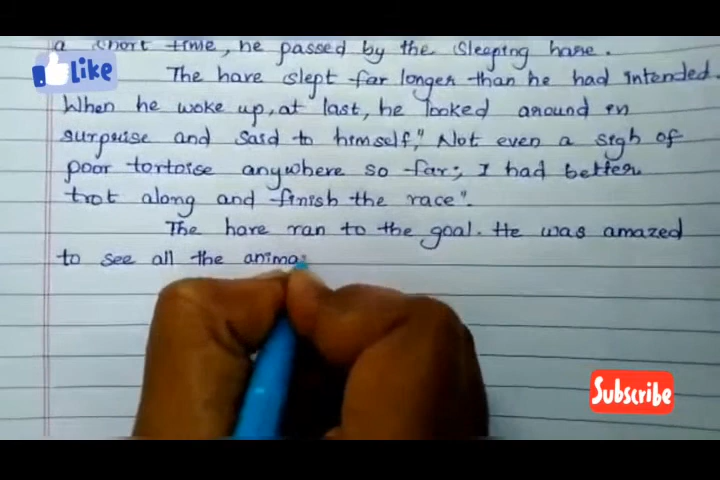 a short time, he passed by the sleeping hare.
Like
The hare slept far longer than he had intended.
When he woke up, at last, he looked around in
surprise and said to himself," Not even a sigh of
poor tortoise anywhere so far; I had better
trot along and finish the race".
The hare ran to the goal. He was amazed
to see all the anima
Subscribe